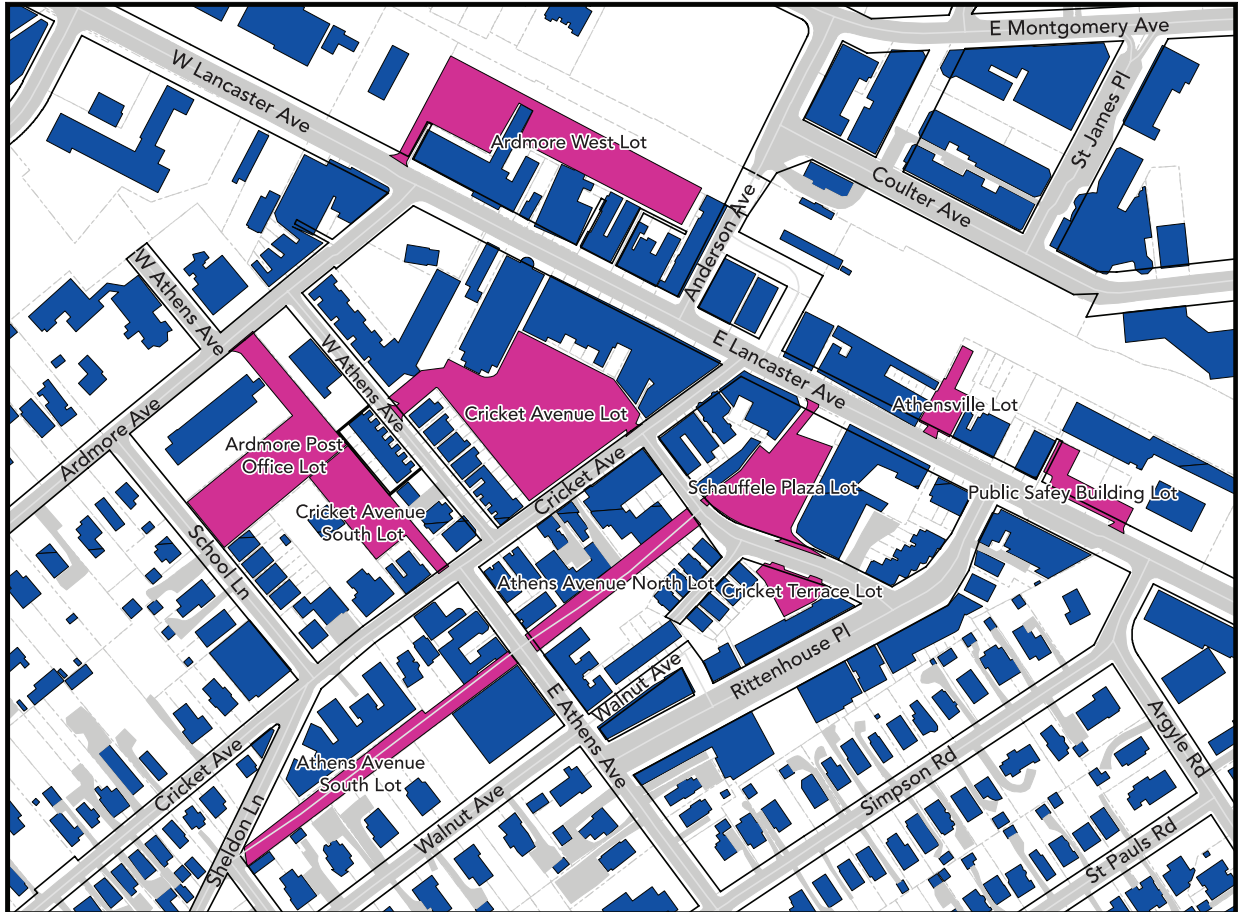 E Montgomery Ave
W Lancaster Ave
St James Pl
Ardmore West Lot
Coulter Ave
Anderson Ave
W Athens Ave
W Athens Ave
E Lancaster Ave
Athensville Lot
Cricket Avenue Lot
Ardmore Ave
Ardmore Post
Office Lot
Cricket Ave
Schauffele Plaza Lot
Public Safey Building Lot
Cricket Avenue
South Lot
School Ln
Athens Avenue North Lot
Cricket Terrace Lot
Rittenhouse Pl
Walnut Ave
E Athens Ave
Argyle Rd
Athens Avenue
South Lot
Cricket Ave
Simpson Rd
Walnut Ave
Sheldon Ln
St Pauls Rd